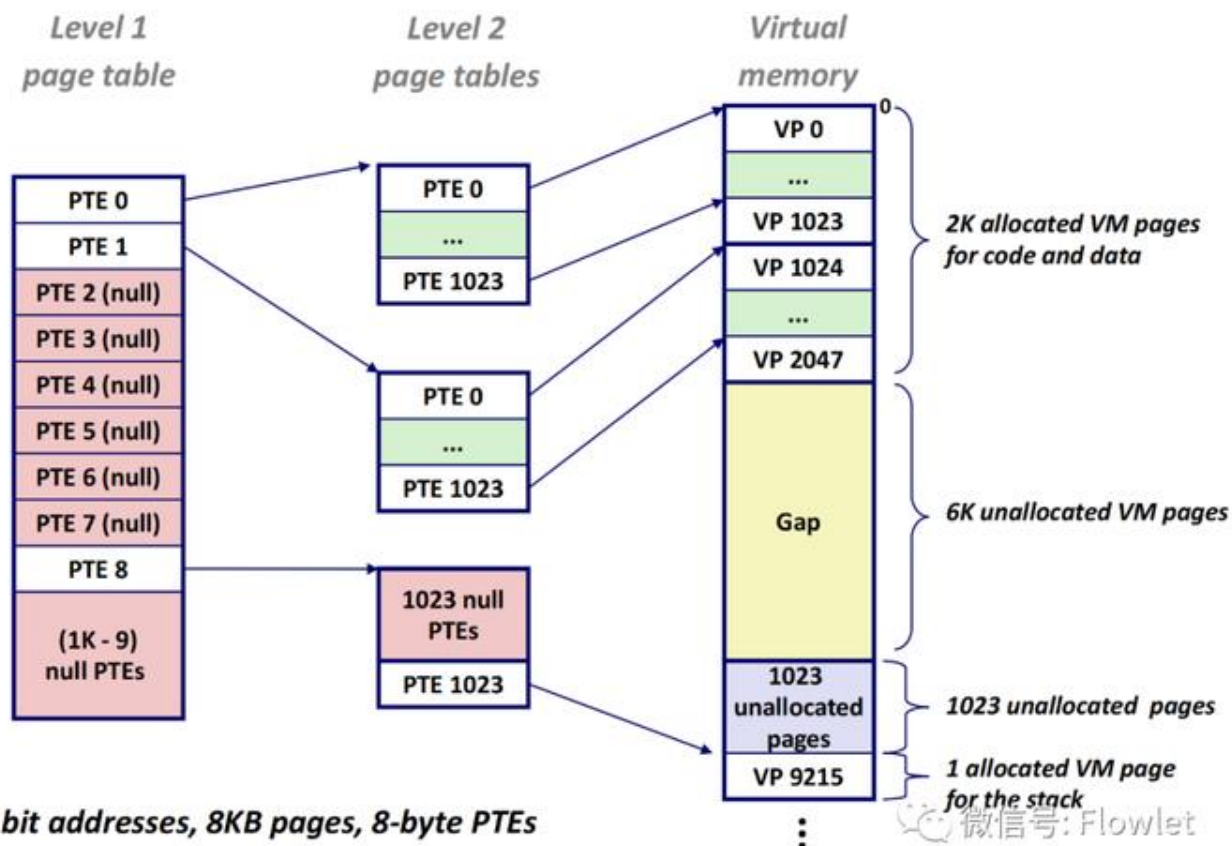 Level 1
page table
Level 2
page tables
Virtual
memory
PTE 0
PTE 1
PTE 2 (null)
PTE 3 (null)
PTE 4 (null)
PTE 5 (null)
PTE 6 (null)
PTE 7 (null)
PTE 8
(1K - 9)
null PTEs
PTE 0
...
PTE 1023
PTE 0
...
PTE 1023
1023 null
PTEs
PTE 1023
0
VP 0
...
VP 1023
VP 1024
...
VP 2047
Gap
1023
unallocated
pages
VP 9215
2K allocated VM pages
for code and data
6K unallocated VM pages
1023 unallocated pages
1 allocated VM page
for the stack
bit addresses, 8KB pages, 8-byte PTEs
微信号: Flowlet